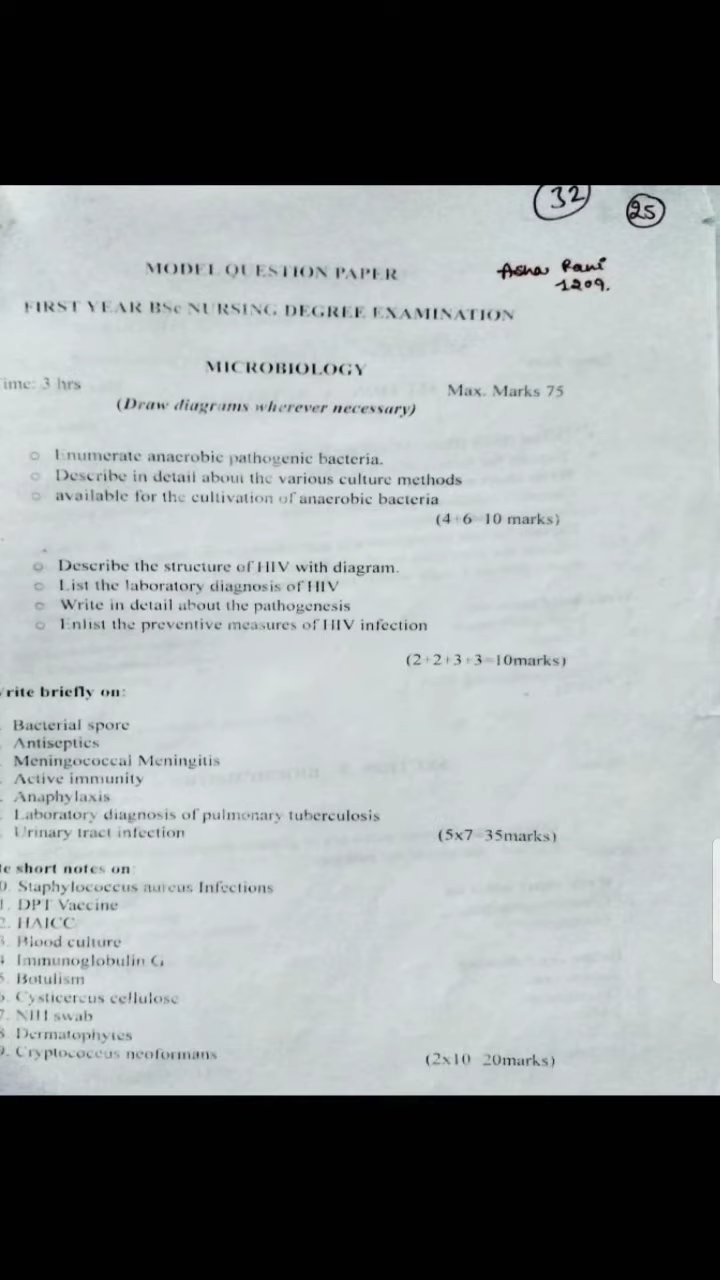 32
25
MODEL QUESTION PAPER
Asha Rani
1209.
FIRST YEAR BSc NURSING DEGREE EXAMINATION
MICROBIOLOGY
ime: 3 hrs
Max. Marks 75
(Draw diagrams wherever necessary)
o Enumerate anaerobic pathogenic bacteria.
o Describe in detail about the various culture methods
o available for the cultivation of anaerobic bacteria
(4+6=10 marks)
o Describe the structure of HIV with diagram.
o List the laboratory diagnosis of HIV
o Write in detail about the pathogenesis
o Enlist the preventive measures of HIV infection
(2+2+3+3=10marks)
rite briefly on:
. Bacterial spore
. Antiseptics
. Meningococcal Meningitis
. Active immunity
. Anaphylaxis
. Laboratory diagnosis of pulmonary tuberculosis
. Urinary tract infection
(5x7=35marks)
te short notes on:
0. Staphylococcus aureus Infections
1. DPT Vaccine
2. HAICC
3. Blood culture
4 Immunoglobulin G
5. Botulism
6. Cysticercus cellulose
7. NIH swab
8 Dermatophytes
9. Cryptococcus neoformans
(2x10=20marks)